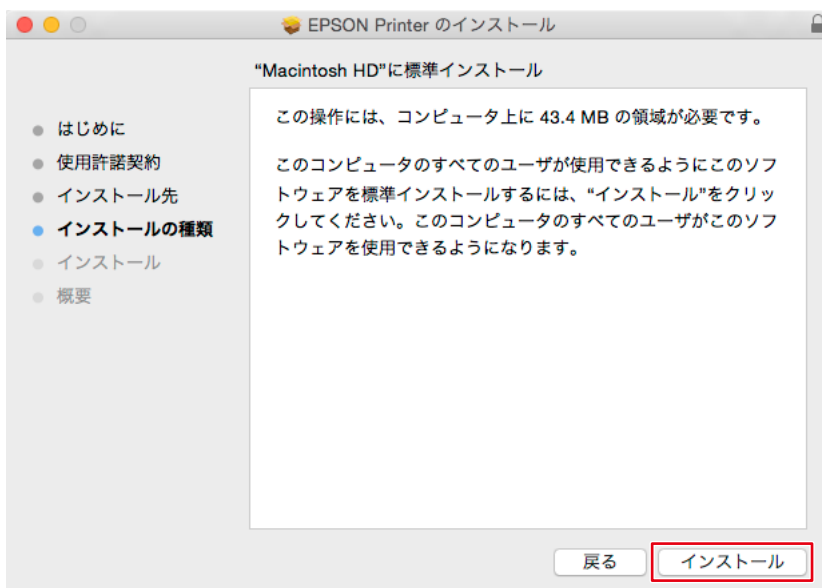 EPSON Printer のインストール
“Macintosh HD”に標準インストール
はじめに
使用許諾契約
インストール先
インストールの種類
インストール
概要
この操作には、コンピュータ上に 43.4 MB の領域が必要です。
このコンピュータのすべてのユーザが使用できるようにこのソフ
トウェアを標準インストールするには、“インストール”をクリッ
クしてください。このコンピュータのすべてのユーザがこのソフ
トウェアを使用できるようになります。
戻る
インストール